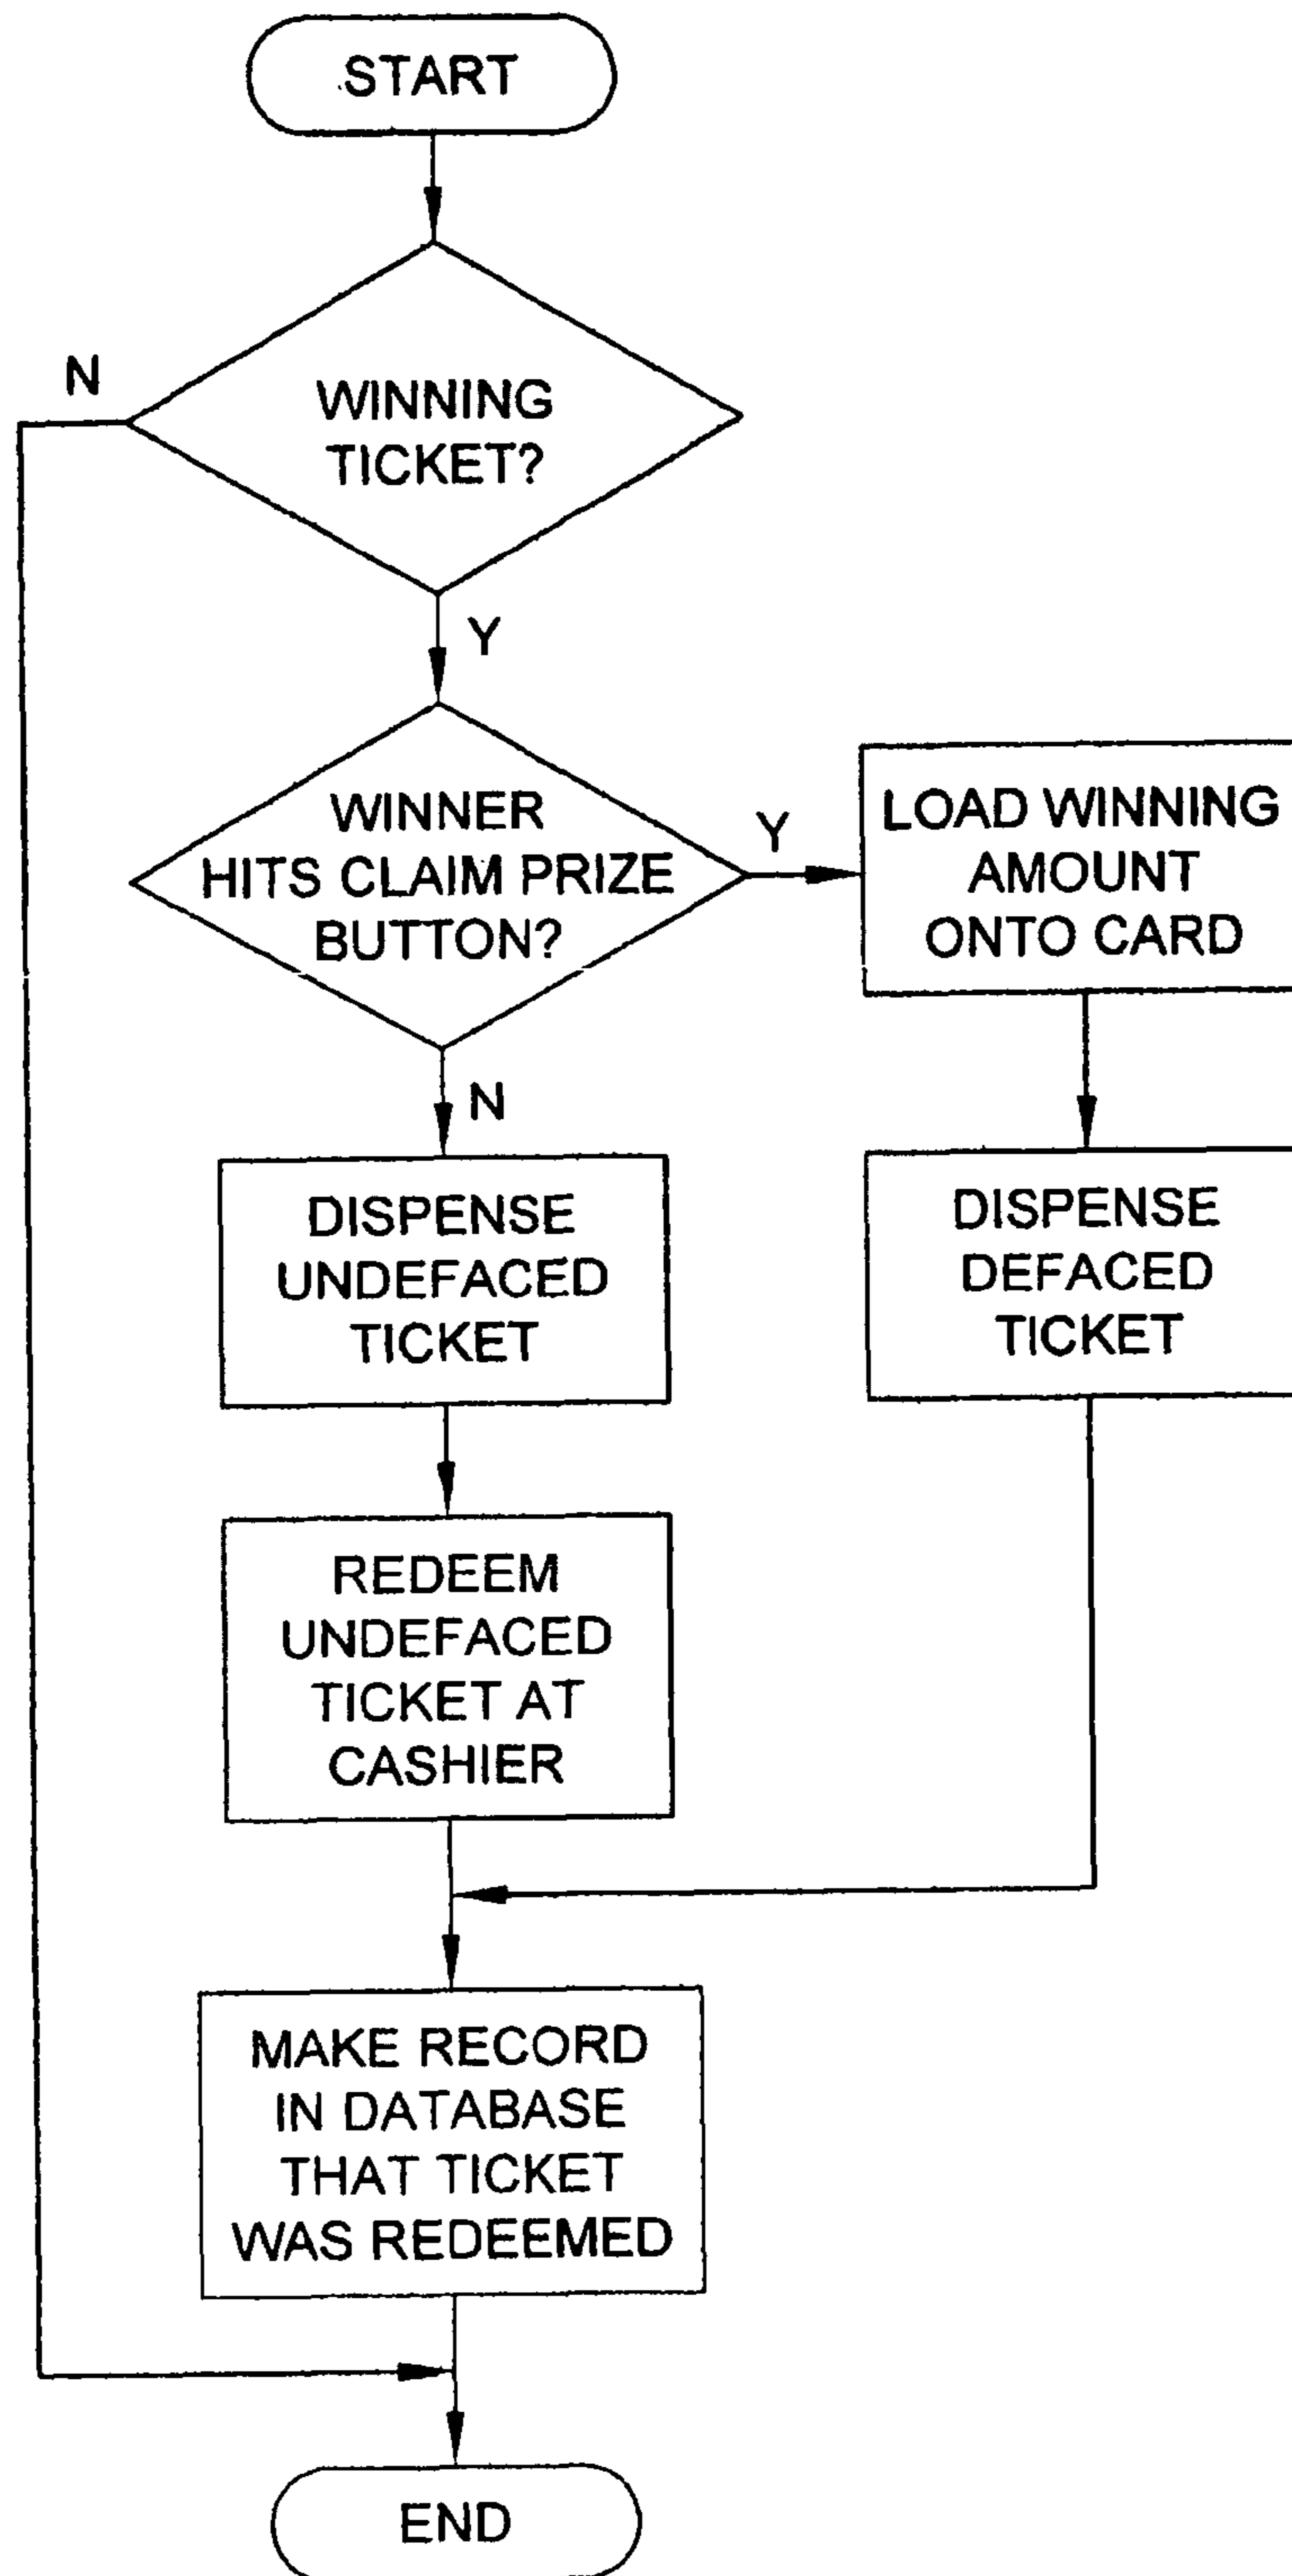 START
N
WINNING
TICKET?
Y
WINNER
HITS CLAIM PRIZE
BUTTON?
Y
LOAD WINNING
AMOUNT
ONTO CARD
N
DISPENSE
UNDEFACED
TICKET
DISPENSE
DEFACED
TICKET
REDEEM
UNDEFACED
TICKET AT
CASHIER
MAKE RECORD
IN DATABASE
THAT TICKET
WAS REDEEMED
END